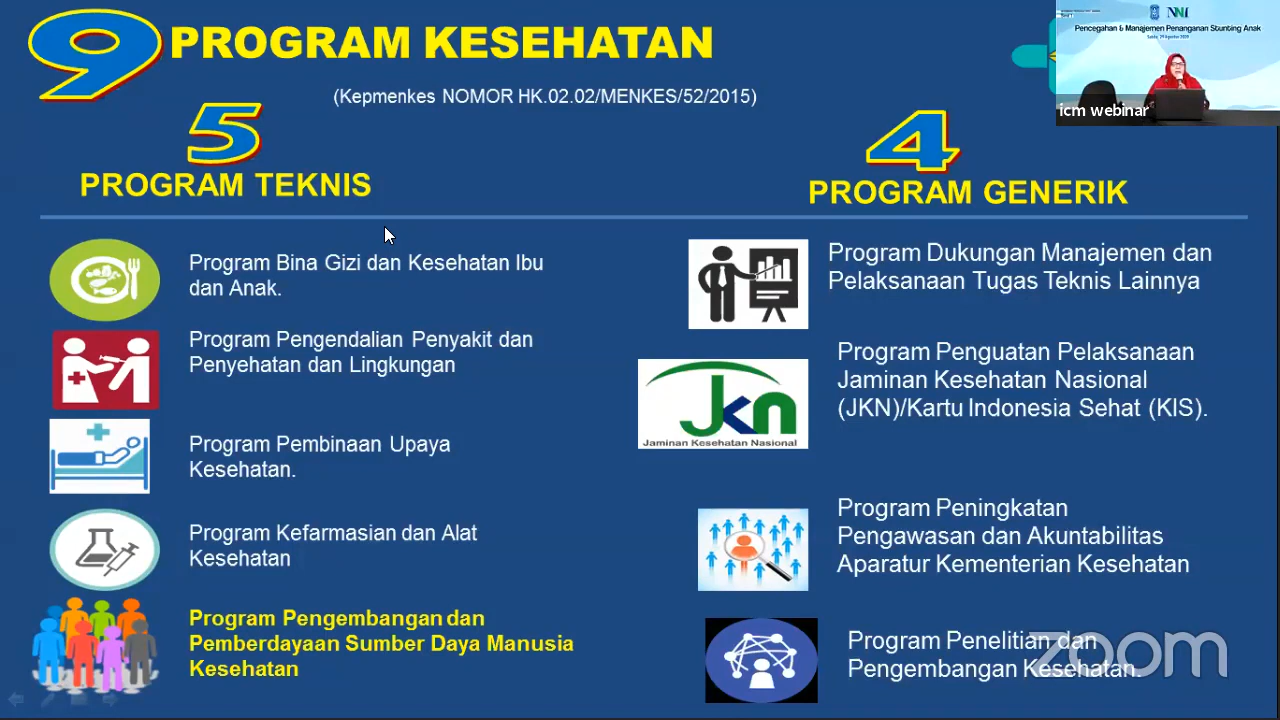 9 PROGRAM KESEHATAN
(Kepmenkes NOMOR HK.02.02/MENKES/52/2015)
Pencegahan & Manajemen Penanganan Stunting Anak
icm webinar
5
PROGRAM TEKNIS
Program Bina Gizi dan Kesehatan Ibu
dan Anak.
Program Pengendalian Penyakit dan
Penyehatan dan Lingkungan
Program Pembinaan Upaya
Kesehatan.
Program Kefarmasian dan Alat
Kesehatan
Program Pengembangan dan
Pemberdayaan Sumber Daya Manusia
Kesehatan
4
PROGRAM GENERIK
Program Dukungan Manajemen dan
Pelaksanaan Tugas Teknis Lainnya
JKN
Jaminan Kesehatan Nasional
Program Penguatan Pelaksanaan
Jaminan Kesehatan Nasional
(JKN)/Kartu Indonesia Sehat (KIS).
Program Peningkatan
Pengawasan dan Akuntabilitas
Aparatur Kementerian Kesehatan
Program Penelitian dan
Pengembangan Kesehatan.
zoom